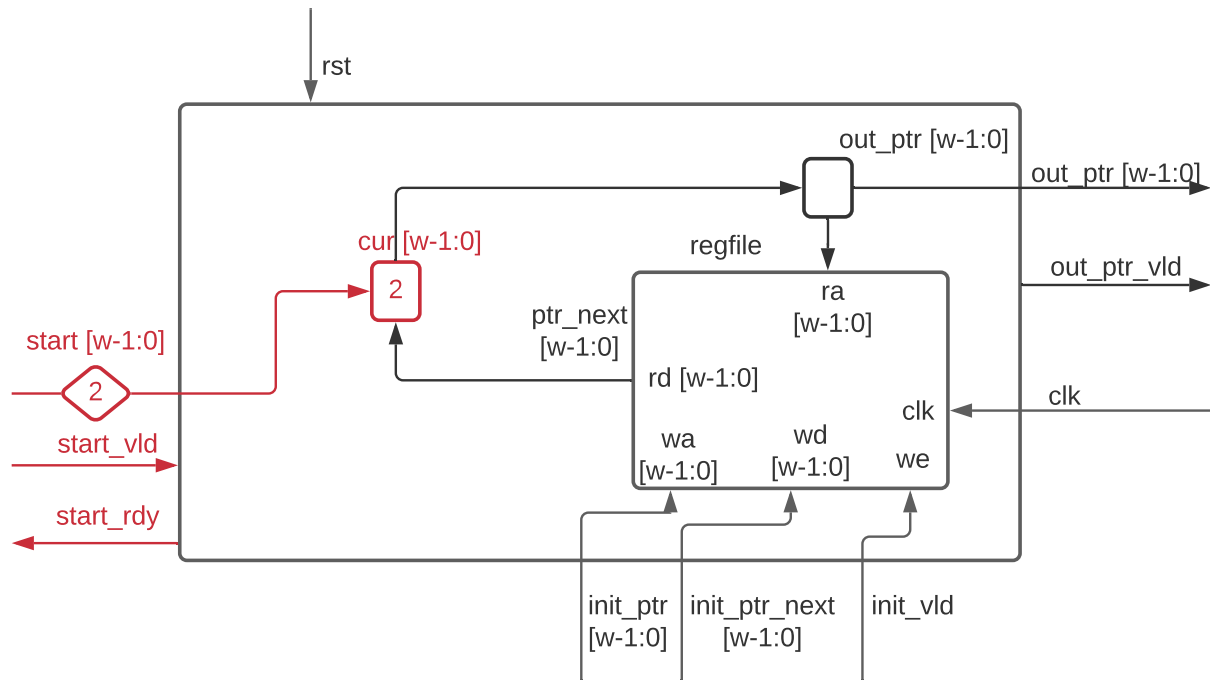 rst
out_ptr [w-1:0]
out_ptr [w-1:0]
cur [w-1:0]
2
regfile
out_ptr_vld
ra
[w-1:0]
ptr_next
[w-1:0]
start [w-1:0]
2
rd [w-1:0]
clk
clk
start_vld
wa
[w-1:0]
wd
[w-1:0]
we
start_rdy
init_ptr
[w-1:0]
init_ptr_next
[w-1:0]
init_vld